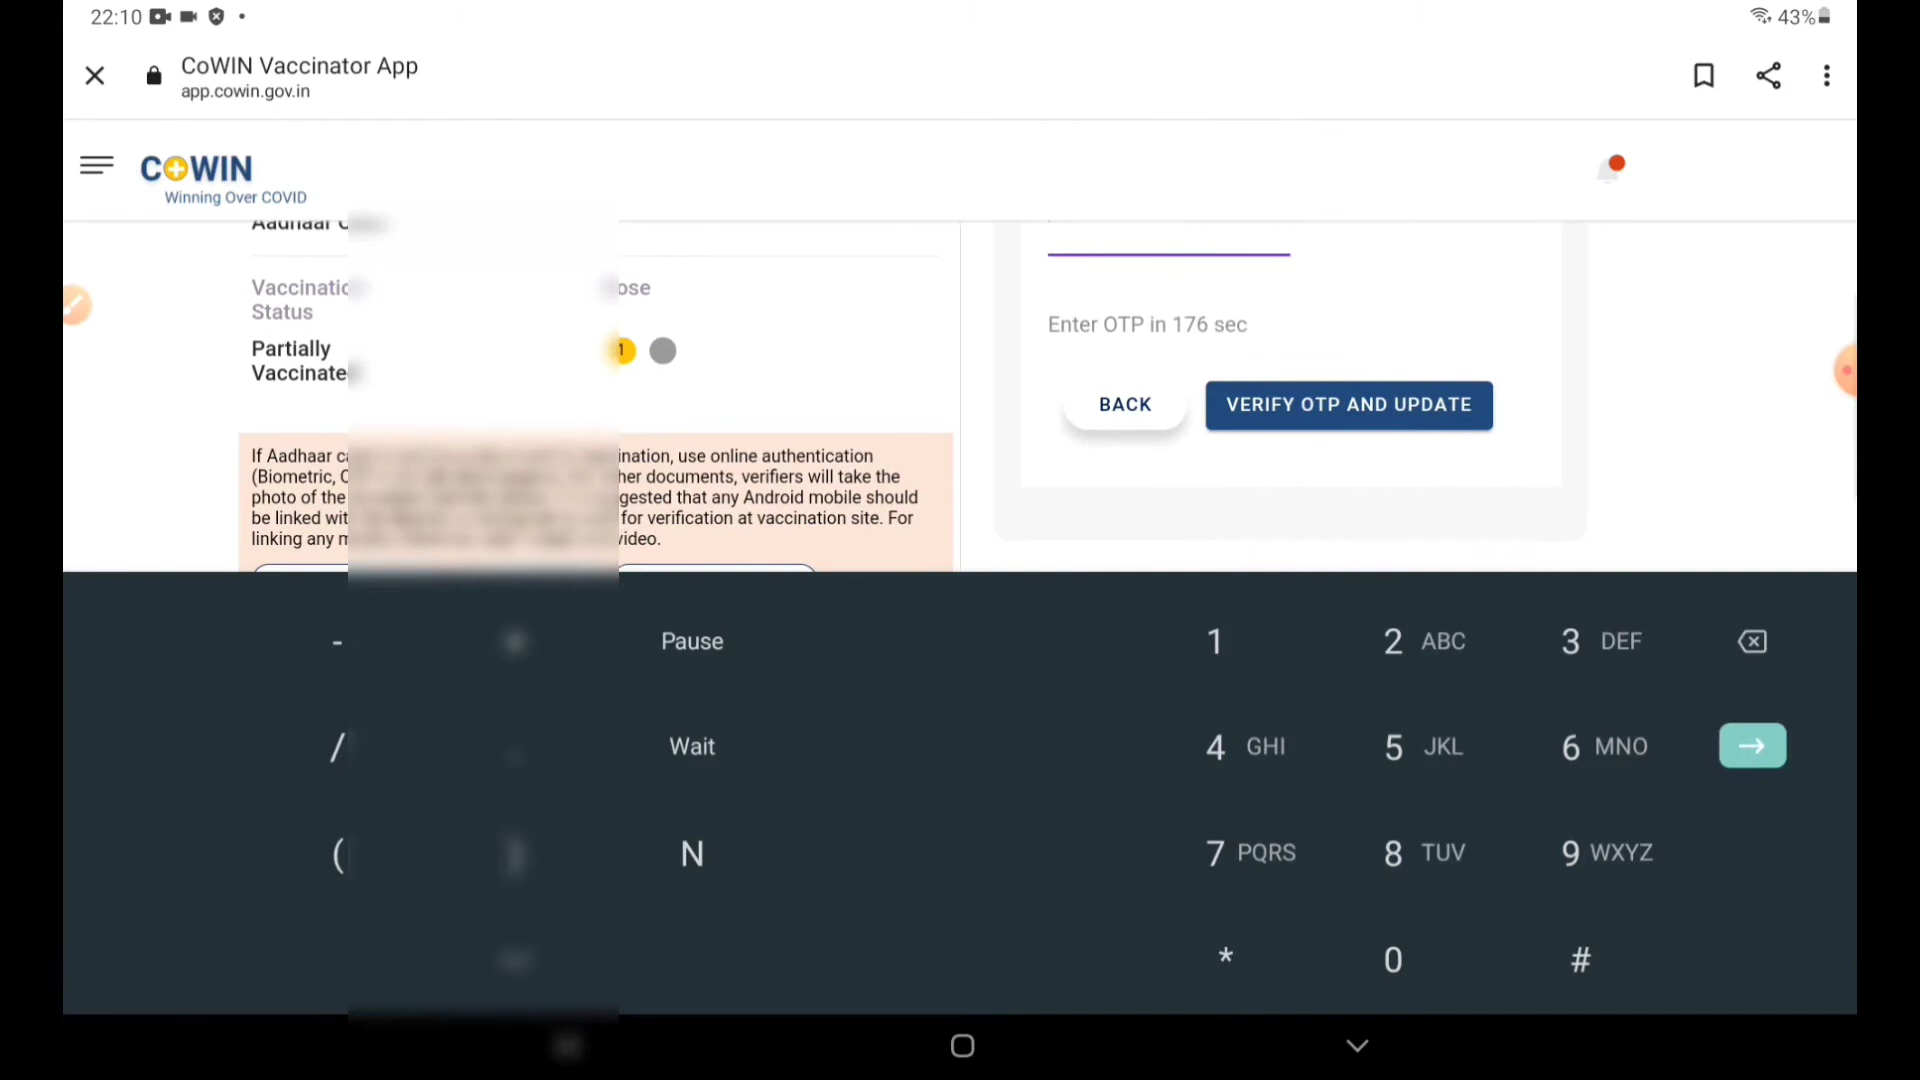 22:10
43%
CoWIN Vaccinator App
app.cowin.gov.in
COWIN
Winning Over COVID
Aadhaar
Vaccination
Status
Partially
Vaccinate
ose
1
If Aadhaar ination, use online authentication
(Biometric, her documents, verifiers will take the
photo of the gested that any Android mobile should
be linked for verification at vaccination site. For
linking any video.
Enter OTP in 176 sec
BACK VERIFY OTP AND UPDATE
- Pause 1 2 ABC 3 DEF
/ Wait 4 GHI 5 JKL 6 MNO
( ) N 7 PQRS 8 TUV 9 WXYZ
* 0 #